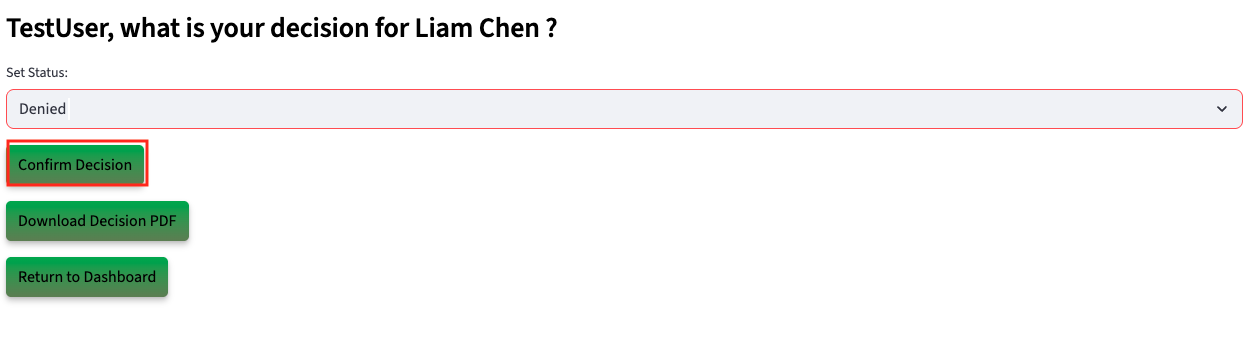 TestUser, what is your decision for Liam Chen ?
Set Status:
Denied
Confirm Decision
Download Decision PDF
Return to Dashboard